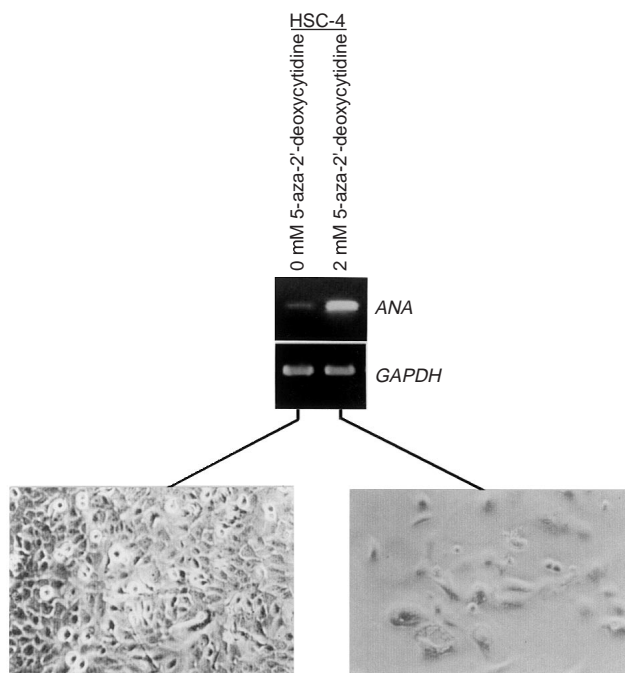 HSC-4
0 mM 5-aza-2'-deoxycytidine
2 mM 5-aza-2'-deoxycytidine
ANA
GAPDH